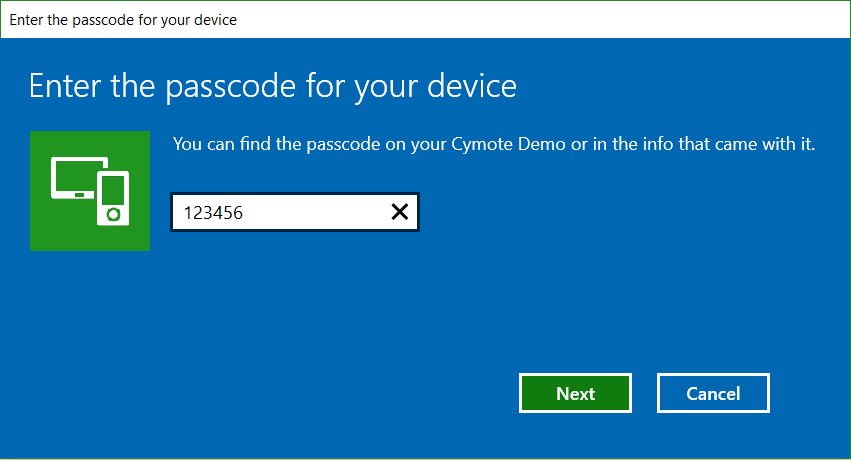 Enter the passcode for your device
Enter the passcode for your device
You can find the passcode on your Cymote Demo or in the info that came with it.
123456
Next Cancel